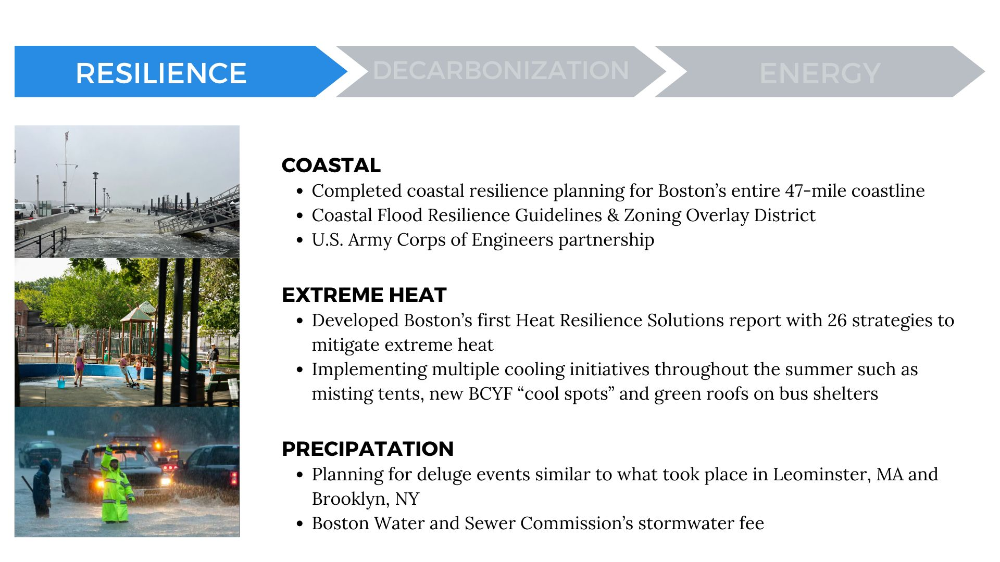 RESILIENCE
DECARBONIZATION
ENERGY
COASTAL
• Completed coastal resilience planning for Boston’s entire 47-mile coastline
• Coastal Flood Resilience Guidelines & Zoning Overlay District
• U.S. Army Corps of Engineers partnership
EXTREME HEAT
• Developed Boston’s first Heat Resilience Solutions report with 26 strategies to
mitigate extreme heat
• Implementing multiple cooling initiatives throughout the summer such as
misting tents, new BCYF “cool spots” and green roofs on bus shelters
PRECIPATATION
• Planning for deluge events similar to what took place in Leominster, MA and
Brooklyn, NY
• Boston Water and Sewer Commission’s stormwater fee